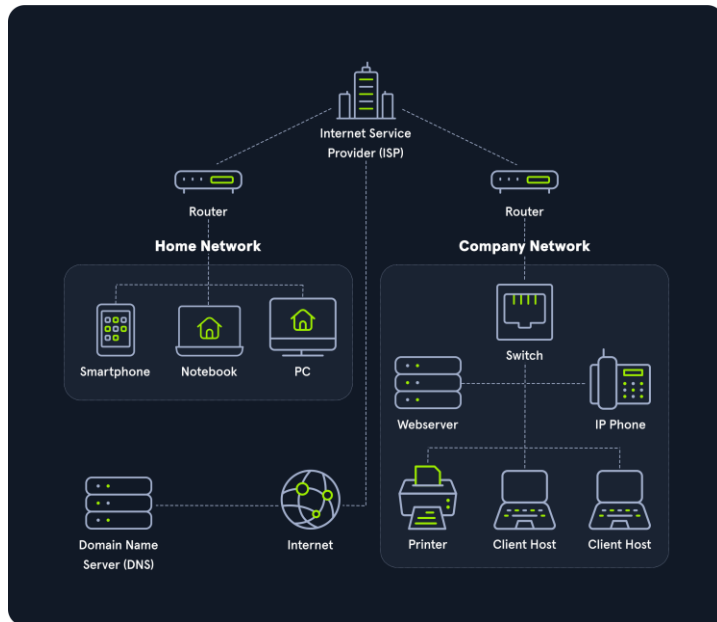 Internet Service
Provider (ISP)
Router
Router
Home Network
Company Network
Smartphone
Notebook
PC
Switch
Webserver
IP Phone
Domain Name
Server (DNS)
Internet
Printer
Client Host
Client Host